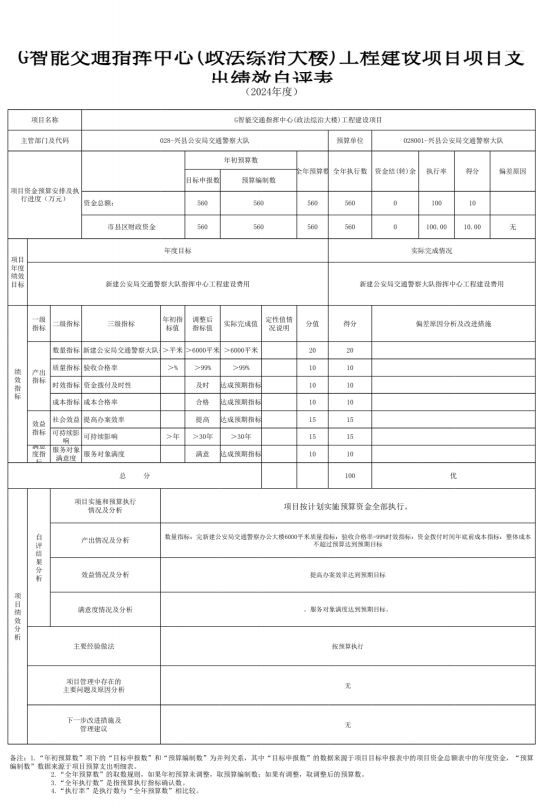 G智能交通指挥中心(政法综治大楼)工程建设项目项目支
出绩效自评表
（2024年度）
项目名称 G智能交通指挥中心(政法综治大楼)工程建设项目
主管部门及代码 028-兴县公安局交通警察大队 预算单位 028001-兴县公安局交通警察大队
项目资金预算安排及执行进度（万元） 年初预算数 全年预算数 全年执行数 资金结(转)余 执行率 得分 偏差原因
目标申报数 预算编制数
资金总额： 560 560 560 560 0 100 10
市县区财政资金 560 560 560 560 0 100.00 10.00 无
项目年度绩效目标 年度目标 实际完成情况
新建公安局交通警察大队指挥中心工程建设费用 新建公安局交通警察大队指挥中心工程建设费用
绩效指标 一级指标 二级指标 三级指标 年初指标值 调整后指标值 实际完成值 定性值情况说明 分值 得分 偏差原因分析及改进措施
产出指标 数量指标 新建公安局交通警察大队 ＞平米 ＞6000平米 ＞6000平米 20 20
质量指标 验收合格率 ＞% ＞99% ＞99% 10 10
时效指标 资金拨付及时性 及时 达成预期指标 10 10
成本指标 成本合格率 合格 达成预期指标 10 10
效益指标 社会效益 提高办案效率 提高 达成预期指标 15 15
可持续影响 可持续影响 ＞年 ＞30年 ＞30年 15 15
满意度指标 服务对象满意度 服务对象满度 满意 达成预期指标 10 10
总 分 100 优
项目绩效分析 自评结果分析 项目实施和预算执行情况及分析 项目按计划实施预算资金全部执行。
产出情况及分析 数量指标：完新建公安局交通警察办公大楼6000平米质量指标：验收合格率=99%时效指标：资金拨付时间年底前成本指标：整体成本
不超过预算达到预期目标
效益情况及分析 提高办案效率达到预期目标
满意度情况及分析 。服务对象满度达到预期目标。
主要经验做法 按预算执行
项目管理中存在的主要问题及原因分析 无
下一步改进措施及管理建议 无
备注：1.“年初预算数”项下的“目标申报数”和“预算编制数”为并列关系，其中“目标申报数”的数据来源于项目目标申报表中的项目资金总额表中的年度资金，“预算
编制数”数据来源于项目预算支出明细表。
2.“全年预算数”的取数规则，如果年初预算未调整，取预算编制数；如果有调整，取调整后的预算数。
3.“全年执行数”是指预算执行指标确认数。
4.“执行率”是执行数与“全年预算数”相比较。